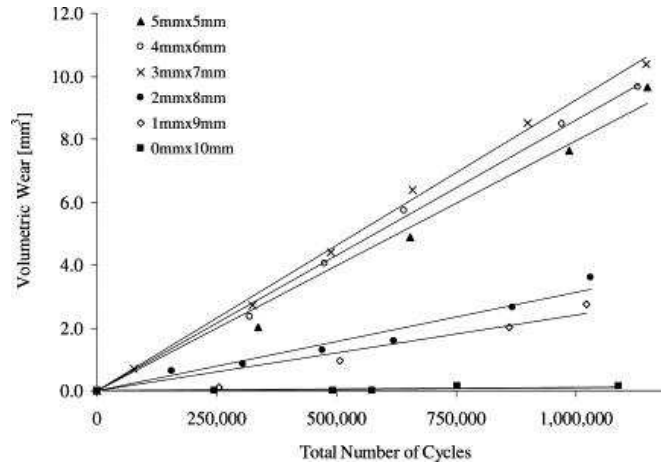 12.0
10.0
8.0
6.0
4.0
2.0
0.0
Volumetric Wear [mm³]
5mmx5mm
4mmx6mm
3mmx7mm
2mmx8mm
1mmx9mm
0mmx10mm
0
250,000
500,000
750,000
1,000,000
Total Number of Cycles